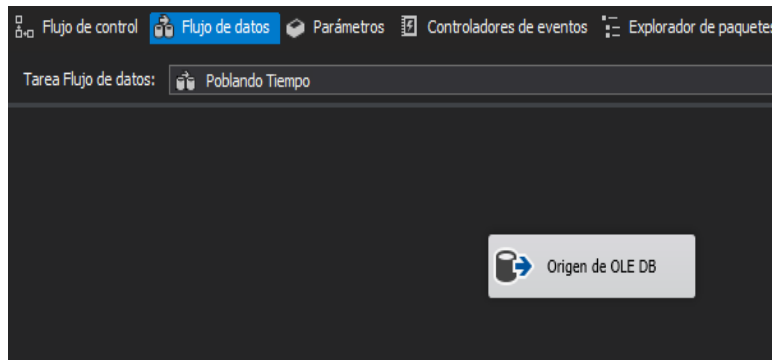 Flujo de control Flujo de datos Parámetros Controladores de eventos Explorador de paquetes
Tarea Flujo de datos: Poblando Tiempo
Origen de OLE DB